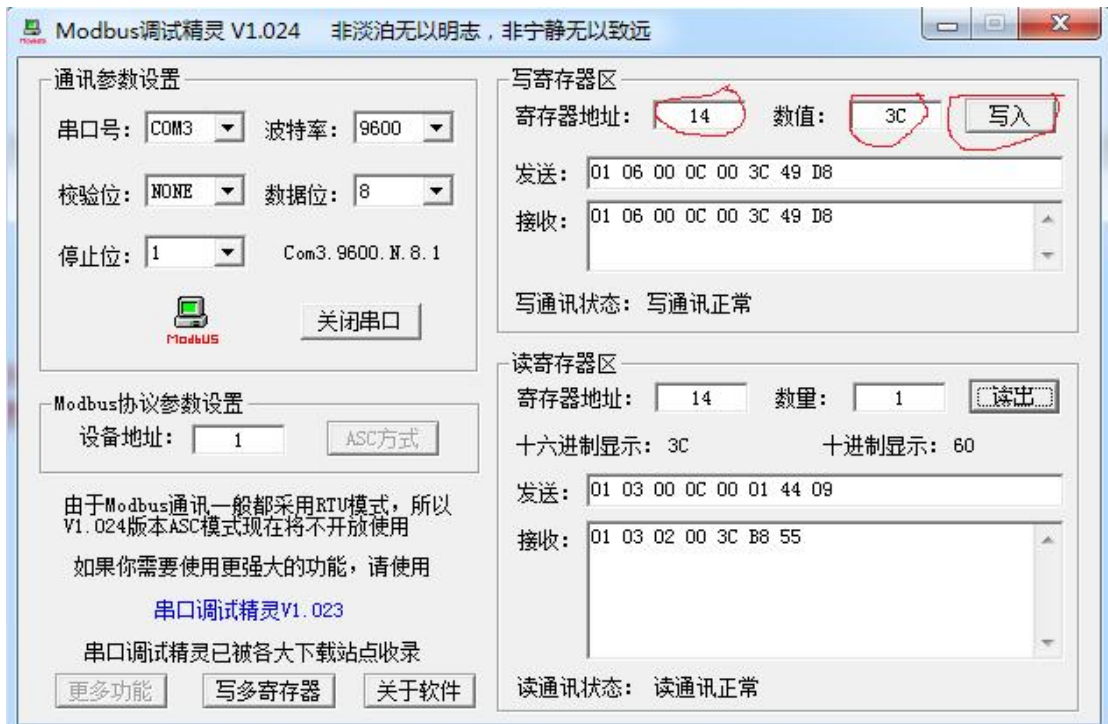 Modbus调试精灵 V1.024 非淡泊无以明志，非宁静无以致远
通讯参数设置
串口号： COM3 波特率： 9600
校验位： NONE 数据位： 8
停止位： 1 Com3.9600.N.8.1
ModbUS
关闭串口
Modbus协议参数设置
设备地址： 1 ASC方式
由于Modbus通讯一般都采用RTU模式，所以
V1.024版本ASC模式现在将不开放使用
如果你需要使用更强大的功能，请使用
串口调试精灵V1.023
串口调试精灵已被各大下载站点收录
更多功能 写多寄存器 关于软件
写寄存器区
寄存器地址： 14 数值： 3C 写入
发送： 01 06 00 0C 00 3C 49 D8
接收： 01 06 00 0C 00 3C 49 D8
写通讯状态： 写通讯正常
读寄存器区
寄存器地址： 14 数量： 1 读出
十六进制显示： 3C 十进制显示： 60
发送： 01 03 00 0C 00 01 44 09
接收： 01 03 02 00 3C B8 55
读通讯状态： 读通讯正常